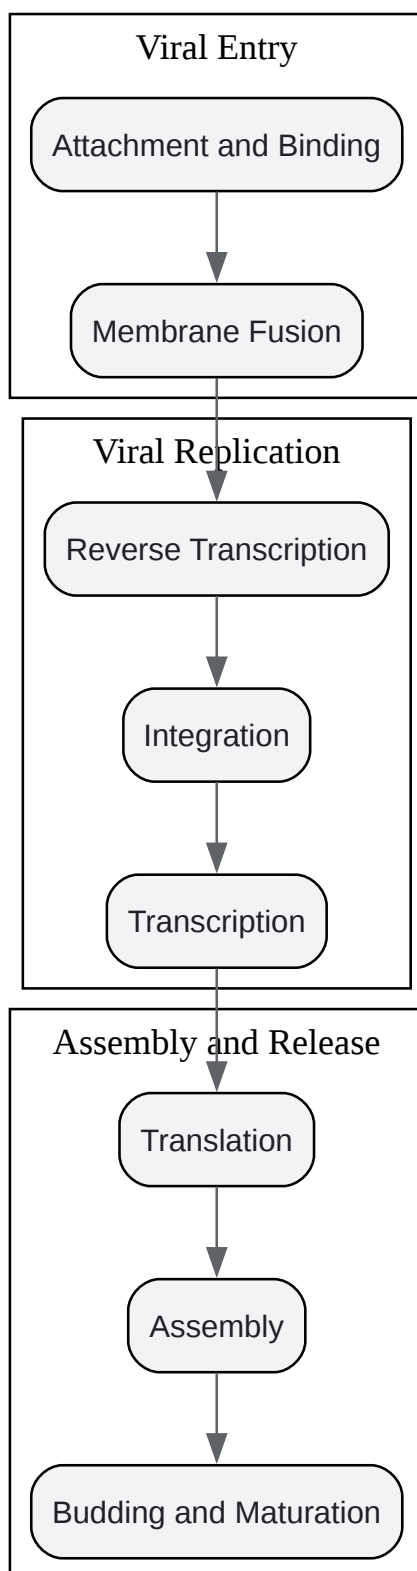 Viral Entry
Attachment and Binding
Membrane Fusion
Viral Replication
Reverse Transcription
Integration
Transcription
Assembly and Release
Translation
Assembly
Budding and Maturation